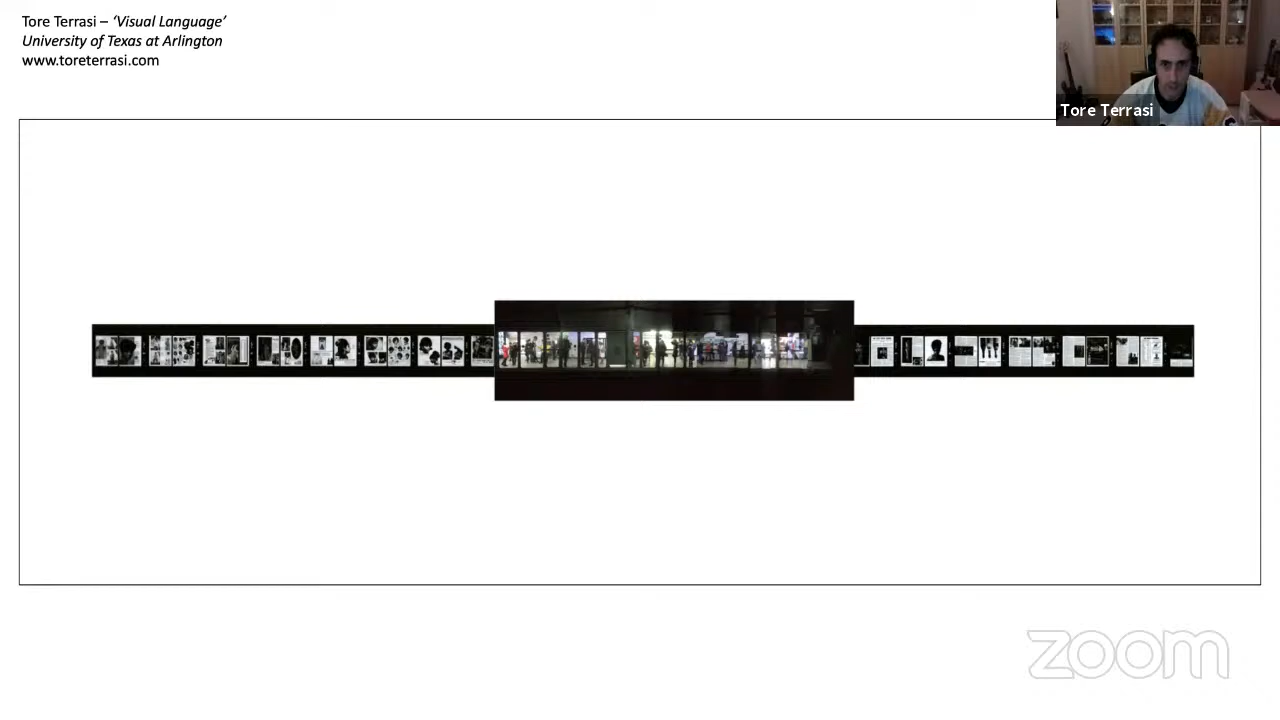 Tore Terrasi – ‘Visual Language’
University of Texas at Arlington
www.toreterrasi.com
Tore Terrasi
zoom